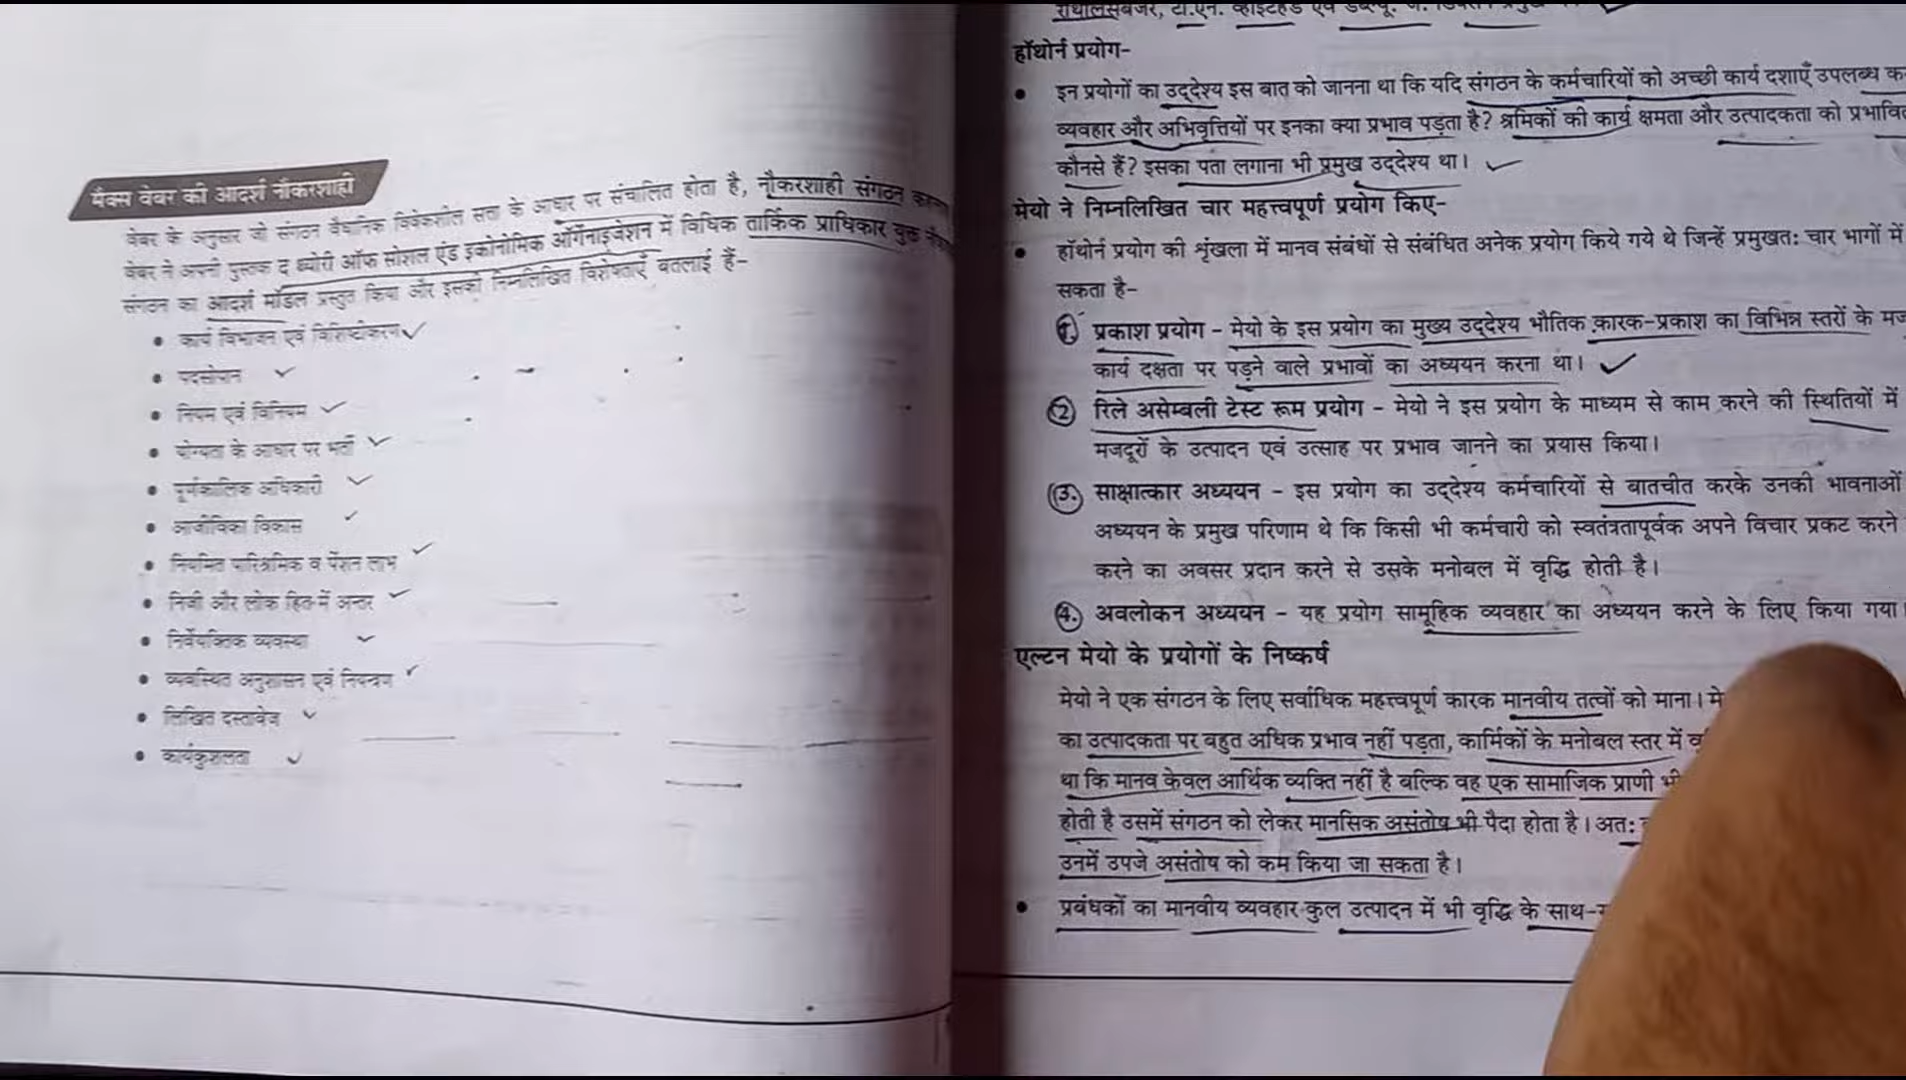 मैक्स वेबर की आदर्श नौकरशाही
वेबर के अनुसार जो संगठन वैधानिक विवेकशील सत्ता के आधार पर संचालित होता है, नौकरशाही संगठन
वेबर ने अपनी पुस्तक द थ्योरी ऑफ सोशल एंड इकोनोमिक ऑर्गेनाइजेशन में विधिक तार्किक प्राधिकार युक्त
संगठन का आदर्श मॉडल प्रस्तुत किया और इसकी निम्नलिखित विशेषताएँ बतलाई हैं-
• कार्य विभाजन एवं विशिष्टीकरण
• पदसोपान
• नियम एवं विनियम
• योग्यता के आधार पर भर्ती
• पूर्णकालिक अधिकारी
• आजीविका विकास
• नियमित पारिश्रमिक व पेंशन लाभ
• निजी और लोक हित में अन्तर
• निर्वैयक्तिक व्यवस्था
• व्यवस्थित अनुशासन एवं नियन्त्रण
• लिखित दस्तावेज
• कार्यकुशलता
टी.एन. व्हाइटहेड एवं
हॉथोर्न प्रयोग-
• इन प्रयोगों का उद्देश्य इस बात को जानना था कि यदि संगठन के कर्मचारियों को अच्छी कार्य दशाएँ उपलब्ध
व्यवहार और अभिवृत्तियों पर इनका क्या प्रभाव पड़ता है? श्रमिकों की कार्य क्षमता और उत्पादकता को
कौनसे हैं? इसका पता लगाना भी प्रमुख उद्देश्य था।
मेयो ने निम्नलिखित चार महत्त्वपूर्ण प्रयोग किए-
• हॉथोर्न प्रयोग की शृंखला में मानव संबंधों से संबंधित अनेक प्रयोग किये गये थे जिन्हें प्रमुखतः चार भागों में
सकता है-
1. प्रकाश प्रयोग - मेयो के इस प्रयोग का मुख्य उद्देश्य भौतिक कारक-प्रकाश का विभिन्न स्तरों के
कार्य दक्षता पर पड़ने वाले प्रभावों का अध्ययन करना था।
2. रिले असेम्बली टेस्ट रूम प्रयोग - मेयो ने इस प्रयोग के माध्यम से काम करने की स्थितियों में
मजदूरों के उत्पादन एवं उत्साह पर प्रभाव जानने का प्रयास किया।
3. साक्षात्कार अध्ययन - इस प्रयोग का उद्देश्य कर्मचारियों से बातचीत करके उनकी भावनाओं
अध्ययन के प्रमुख परिणाम थे कि किसी भी कर्मचारी को स्वतंत्रतापूर्वक अपने विचार प्रकट करने
करने का अवसर प्रदान करने से उसके मनोबल में वृद्धि होती है।
4. अवलोकन अध्ययन - यह प्रयोग सामूहिक व्यवहार का अध्ययन करने के लिए किया गया
एल्टन मेयो के प्रयोगों के निष्कर्ष
मेयो ने एक संगठन के लिए सर्वाधिक महत्त्वपूर्ण कारक मानवीय तत्वों को माना।
का उत्पादकता पर बहुत अधिक प्रभाव नहीं पड़ता, कार्मिकों के मनोबल स्तर में
था कि मानव केवल आर्थिक व्यक्ति नहीं है बल्कि वह एक सामाजिक प्राणी
होती है उसमें संगठन को लेकर मानसिक असंतोष भी पैदा होता है। अतः
उनमें उपजे असंतोष को कम किया जा सकता है।
• प्रबंधकों का मानवीय व्यवहार कुल उत्पादन में भी वृद्धि के साथ-